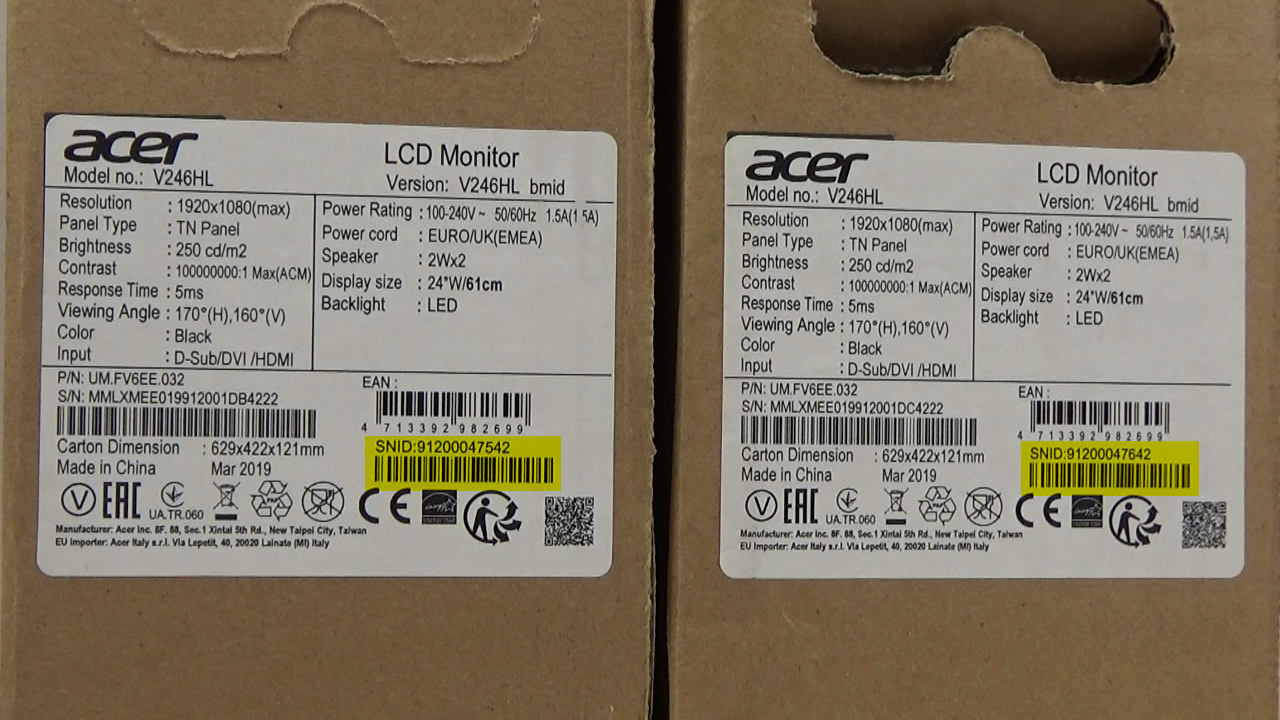 acer
LCD Monitor
Model no.: V246HL
Version: V246HL bmid
Resolution : 1920x1080(max)
Panel Type : TN Panel
Brightness : 250 cd/m2
Contrast : 100000000:1 Max(ACM)
Response Time : 5ms
Viewing Angle : 170°(H),160°(V)
Color : Black
Input : D-Sub/DVI /HDMI
Power Rating : 100-240V ~ 50/60Hz 1.5A(1,5A)
Power cord : EURO/UK(EMEA)
Speaker : 2Wx2
Display size : 24"W/61cm
Backlight : LED
P/N: UM.FV6EE.032
S/N: MMLXMEE019912001DB4222
EAN :
4 713392 982699
Carton Dimension : 629x422x121mm
Made in China Mar 2019
SNID:91200047542
EAC
UA.TR.060
PAP
CE
Manufacturer: Acer Inc. 8F. 88, Sec.1 Xintai 5th Rd., New Taipei City, Taiwan
EU Importer: Acer Italy s.r.l. Via Lepetit, 40, 20020 Lainate (MI) Italy
acer
LCD Monitor
Model no.: V246HL
Version: V246HL bmid
Resolution : 1920x1080(max)
Panel Type : TN Panel
Brightness : 250 cd/m2
Contrast : 100000000:1 Max(ACM)
Response Time : 5ms
Viewing Angle : 170°(H),160°(V)
Color : Black
Input : D-Sub/DVI /HDMI
Power Rating : 100-240V ~ 50/60Hz 1.5A(1,5A)
Power cord : EURO/UK(EMEA)
Speaker : 2Wx2
Display size : 24"W/61cm
Backlight : LED
P/N: UM.FV6EE.032
S/N: MMLXMEE019912001DC4222
EAN :
4 713392 982699
Carton Dimension : 629x422x121mm
Made in China Mar 2019
SNID:91200047642
EAC
UA.TR.060
PAP
CE
Manufacturer: Acer Inc. 8F. 88, Sec.1 Xintai 5th Rd., New Taipei City, Taiwan
EU Importer: Acer Italy s.r.l. Via Lepetit, 40, 20020 Lainate (MI) Italy